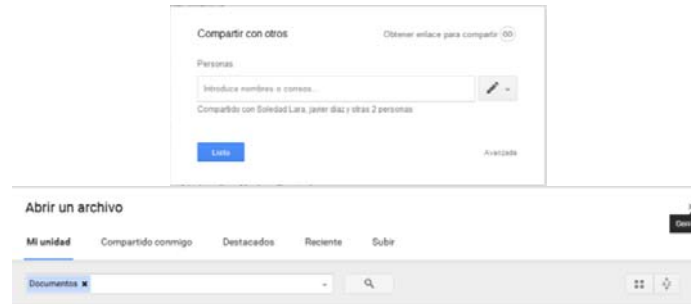 Compartir con otros
Obtener enlace para compartir
Personas
Introduce nombres o correos...
Compartido con Soledad Lara, javier diaz y otras 2 personas
Listo
Avanzada
Abrir un archivo
Mi unidad Compartido conmigo Destacados Reciente Subir
Documentos ×